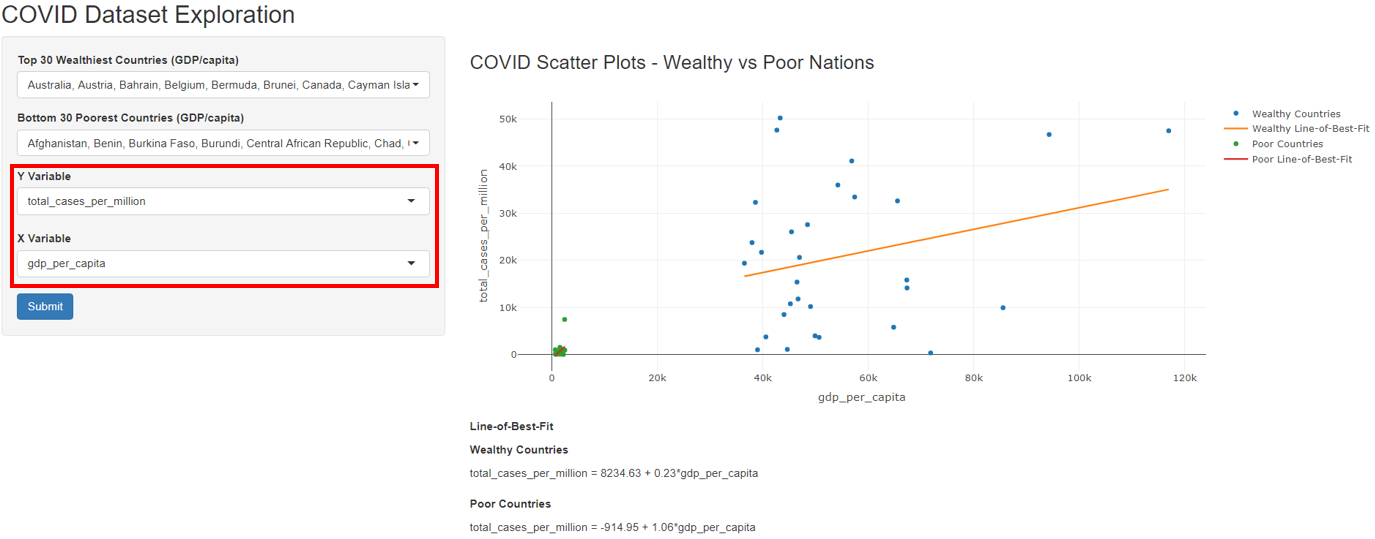 COVID Dataset Exploration
Top 30 Wealthiest Countries (GDP/capita)
Australia, Austria, Bahrain, Belgium, Bermuda, Brunei, Canada, Cayman Isla
Bottom 30 Poorest Countries (GDP/capita)
Afghanistan, Benin, Burkina Faso, Burundi, Central African Republic, Chad,
Y Variable
total_cases_per_million
X Variable
gdp_per_capita
Submit
COVID Scatter Plots - Wealthy vs Poor Nations
50k
40k
30k
20k
10k
0
total_cases_per_million
0 20k 40k 60k 80k 100k 120k
gdp_per_capita
Wealthy Countries
Wealthy Line-of-Best-Fit
Poor Countries
Poor Line-of-Best-Fit
Line-of-Best-Fit
Wealthy Countries
total_cases_per_million = 8234.63 + 0.23*gdp_per_capita
Poor Countries
total_cases_per_million = -914.95 + 1.06*gdp_per_capita